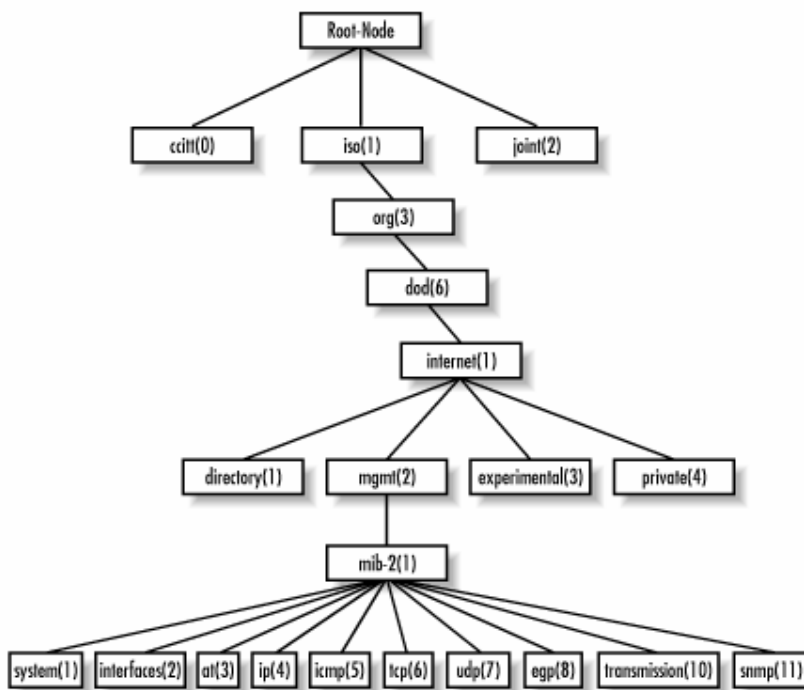 Root-Node
ccitt(0) iso(1) joint(2)
org(3)
dod(6)
internet(1)
directory(1) mgmt(2) experimental(3) private(4)
mib-2(1)
system(1) interfaces(2) at(3) ip(4) icmp(5) tcp(6) udp(7) egp(8) transmission(10) snmp(11)